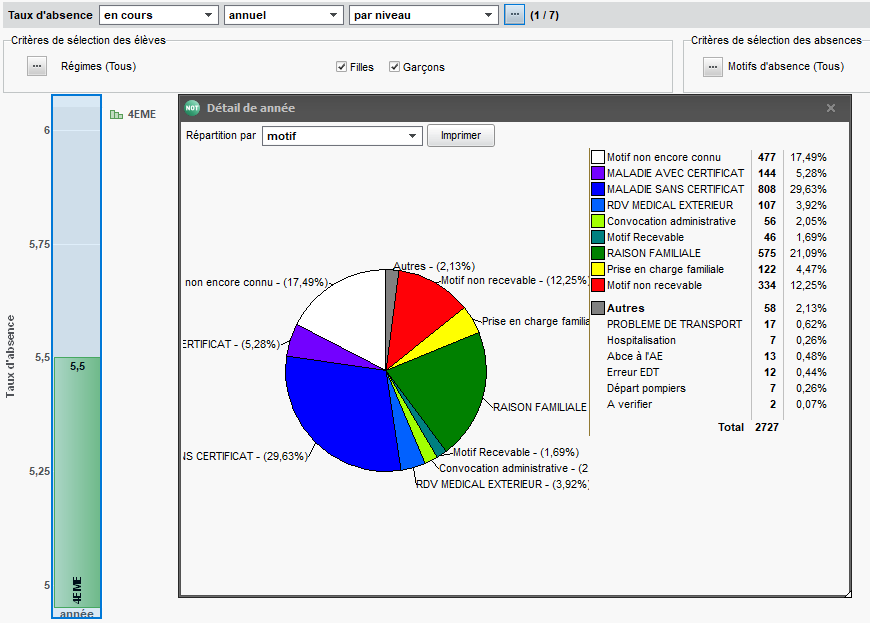 Taux d'absence en cours annuel par niveau ... (1 / 7)
Critères de sélection des élèves
... Régimes (Tous) Filles Garçons
Critères de sélection des absences
... Motifs d'absence (Tous)
Taux d'absence
6
5,75
5,5
5,25
5
5,5
4EME
année
4EME
NOT Détail de année
Répartition par motif Imprimer
Autres - (2,13%)
Motif non recevable - (12,25%
Prise en charge familia
RAISON FAMILIALE
Motif Recevable - (1,69%)
Convocation administrative - (2
RDV MEDICAL EXTERIEUR - (3,92%)
NS CERTIFICAT - (29,63%)
ERTIFICAT - (5,28%)
non encore connu - (17,49%)
Motif non encore connu 477 17,49%
MALADIE AVEC CERTIFICAT 144 5,28%
MALADIE SANS CERTIFICAT 808 29,63%
RDV MEDICAL EXTERIEUR 107 3,92%
Convocation administrative 56 2,05%
Motif Recevable 46 1,69%
RAISON FAMILIALE 575 21,09%
Prise en charge familiale 122 4,47%
Motif non recevable 334 12,25%
Autres 58 2,13%
PROBLEME DE TRANSPORT 17 0,62%
Hospitalisation 7 0,26%
Abce à l'AE 13 0,48%
Erreur EDT 12 0,44%
Départ pompiers 7 0,26%
A verifier 2 0,07%
Total 2727